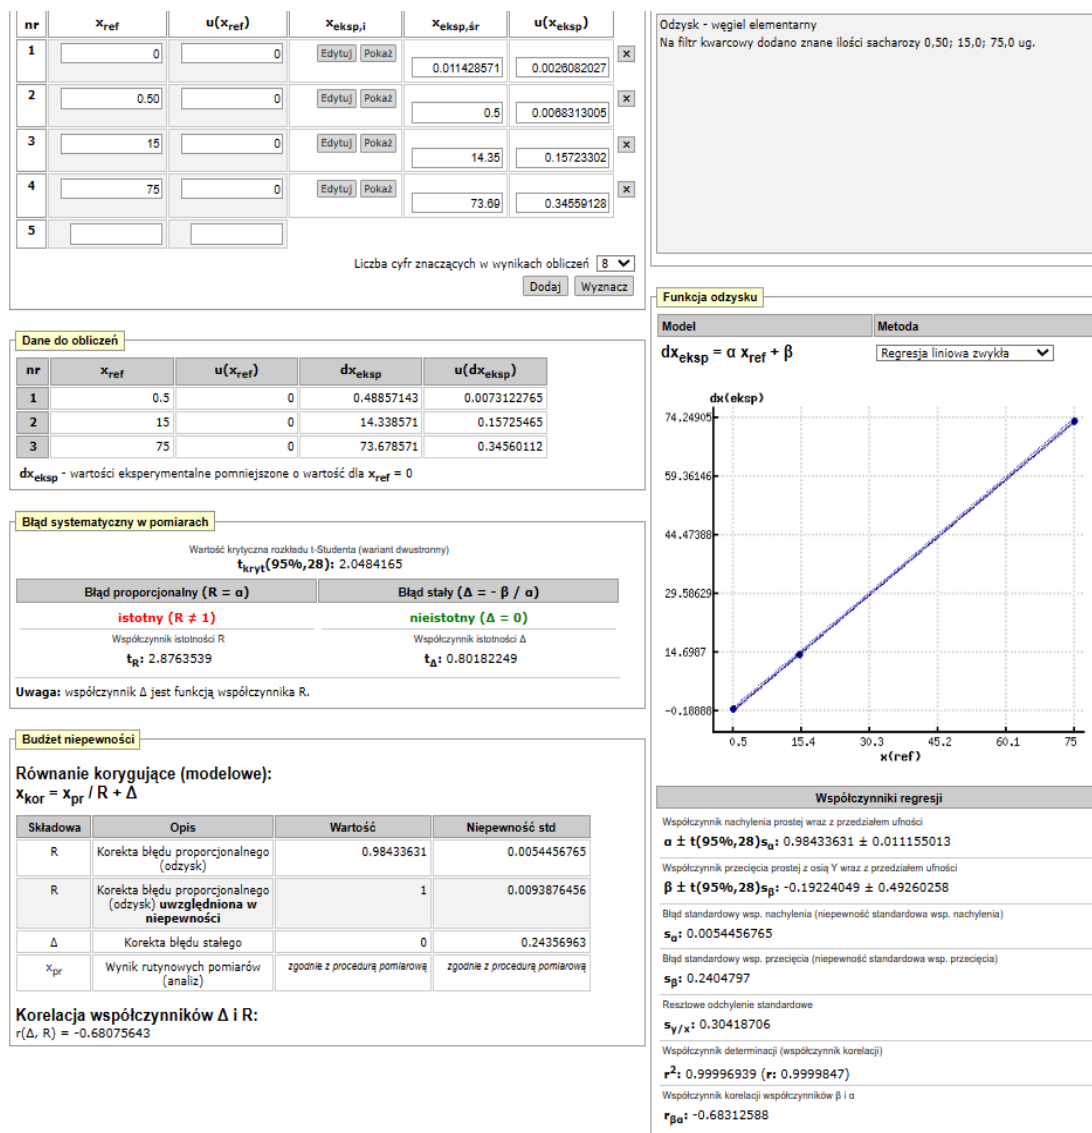 nr xref u(xref) xeksp,i xeksp,śr u(xeksp)
1 0 0 Edytuj Pokaż 0.011428571 0.0026082027 x
2 0.50 0 Edytuj Pokaż 0.5 0.0068313005 x
3 15 0 Edytuj Pokaż 14.35 0.15723302 x
4 75 0 Edytuj Pokaż 73.69 0.34559128 x
5
Liczba cyfr znaczących w wynikach obliczeń 8
Dodaj Wyznacz
Odzysk - węgiel elementarny
Na filtr kwarcowy dodano znane ilości sacharozy 0,50; 15,0; 75,0 ug.
Dane do obliczeń
nr xref u(xref) dxeksp u(dxeksp)
1 0.5 0 0.48857143 0.0073122765
2 15 0 14.338571 0.15725465
3 75 0 73.678571 0.34560112
dxeksp - wartości eksperymentalne pomniejszone o wartość dla xref = 0
Błąd systematyczny w pomiarach
Wartość krytyczna rozkładu t-Studenta (wariant dwustronny)
tkryt(95%,28): 2.0484165
Błąd proporcjonalny (R = α) Błąd stały (Δ = - β / α)
istotny (R ≠ 1) nieistotny (Δ = 0)
Współczynnik istotności R Współczynnik istotności Δ
tR: 2.8763539 tΔ: 0.80182249
Uwaga: współczynnik Δ jest funkcją współczynnika R.
Budżet niepewności
Równanie korygujące (modelowe):
xkor = xpr / R + Δ
Składowa Opis Wartość Niepewność std
R Korekta błędu proporcjonalnego 0.98433631 0.0054456765
(odzysk)
R Korekta błędu proporcjonalnego 1 0.0093876456
(odzysk) uwzględniona w
niepewności
Δ Korekta błędu stałego 0 0.24356963
xpr Wynik rutynowych pomiarów zgodnie z procedurą pomiarową zgodnie z procedurą pomiarową
(analiz)
Korelacja współczynników Δ i R:
r(Δ, R) = -0.68075643
Funkcja odzysku
Model Metoda
dxeksp = α xref + β Regresja liniowa zwykła
dx(eksp)
74.24905
59.36146
44.47388
29.58629
14.6987
-0.18888
0.5 15.4 30.3 45.2 60.1 75
x(ref)
Współczynniki regresji
Współczynnik nachylenia prostej wraz z przedziałem ufności
α ± t(95%,28)sα: 0.98433631 ± 0.011155013
Współczynnik przecięcia prostej z osią Y wraz z przedziałem ufności
β ± t(95%,28)sβ: -0.19224049 ± 0.49260258
Błąd standardowy wsp. nachylenia (niepewność standardowa wsp. nachylenia)
sα: 0.0054456765
Błąd standardowy wsp. przecięcia (niepewność standardowa wsp. przecięcia)
sβ: 0.2404797
Resztowe odchylenie standardowe
sy/x: 0.30418706
Współczynnik determinacji (współczynnik korelacji)
r2: 0.99996939 (r: 0.9999847)
Współczynnik korelacji współczynników β i α
rβα: -0.68312588